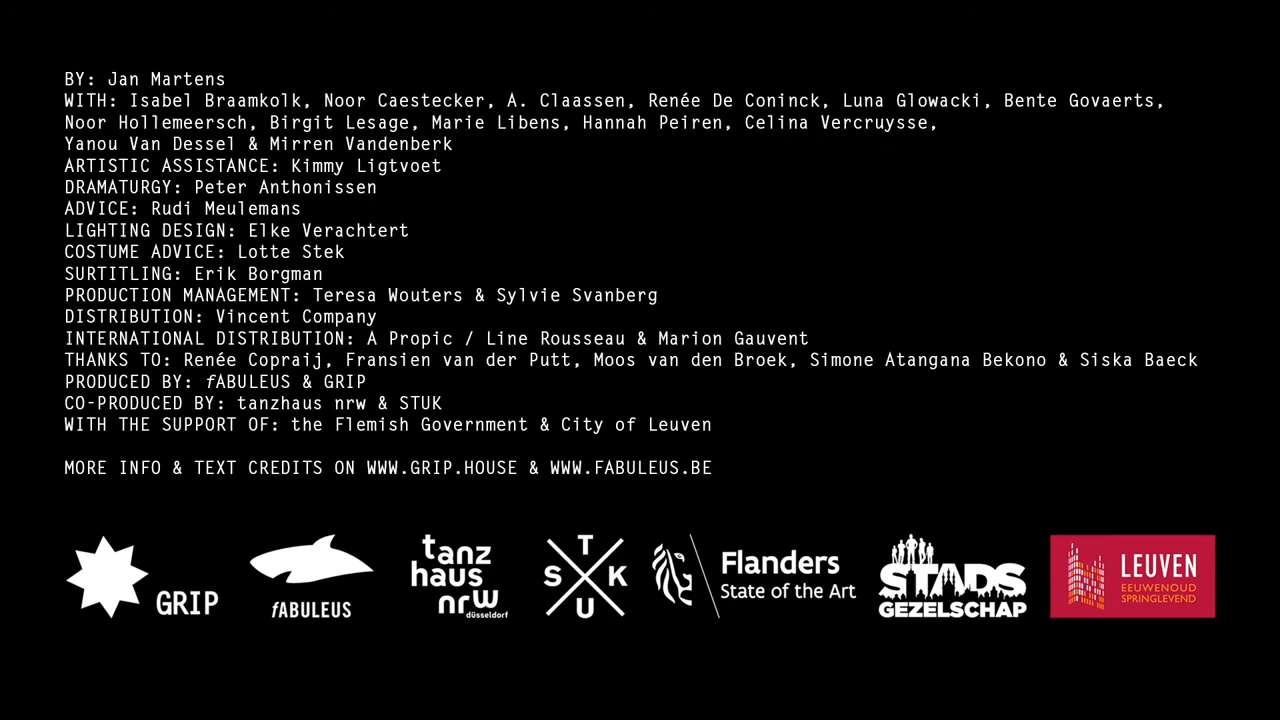 BY: Jan Martens
WITH: Isabel Braamkolk, Noor Caestecker, A. Claassen, Renée De Coninck, Luna Glowacki, Bente Govaerts,
Noor Hollemeersch, Birgit Lesage, Marie Libens, Hannah Peiren, Celina Vercruysse,
Yanou Van Dessel & Mirren Vandenberk
ARTISTIC ASSISTANCE: Kimmy Ligtvoet
DRAMATURGY: Peter Anthonissen
ADVICE: Rudi Meulemans
LIGHTING DESIGN: Elke Verachtert
COSTUME ADVICE: Lotte Stek
SURTITLING: Erik Borgman
PRODUCTION MANAGEMENT: Teresa Wouters & Sylvie Svanberg
DISTRIBUTION: Vincent Company
INTERNATIONAL DISTRIBUTION: A Propic / Line Rousseau & Marion Gauvent
THANKS TO: Renée Copraij, Fransien van der Putt, Moos van den Broek, Simone Atangana Bekono & Siska Baeck
PRODUCED BY: fABULEUS & GRIP
CO-PRODUCED BY: tanzhaus nrw & STUK
WITH THE SUPPORT OF: the Flemish Government & City of Leuven
MORE INFO & TEXT CREDITS ON WWW.GRIP.HOUSE & WWW.FABULEUS.BE
GRIP
fABULEUS
tanz
haus
nrw
düsseldorf
S T U K
Flanders
State of the Art
STADS
GEZELSCHAP
LEUVEN
EEUWENOUD
SPRINGLEVEND